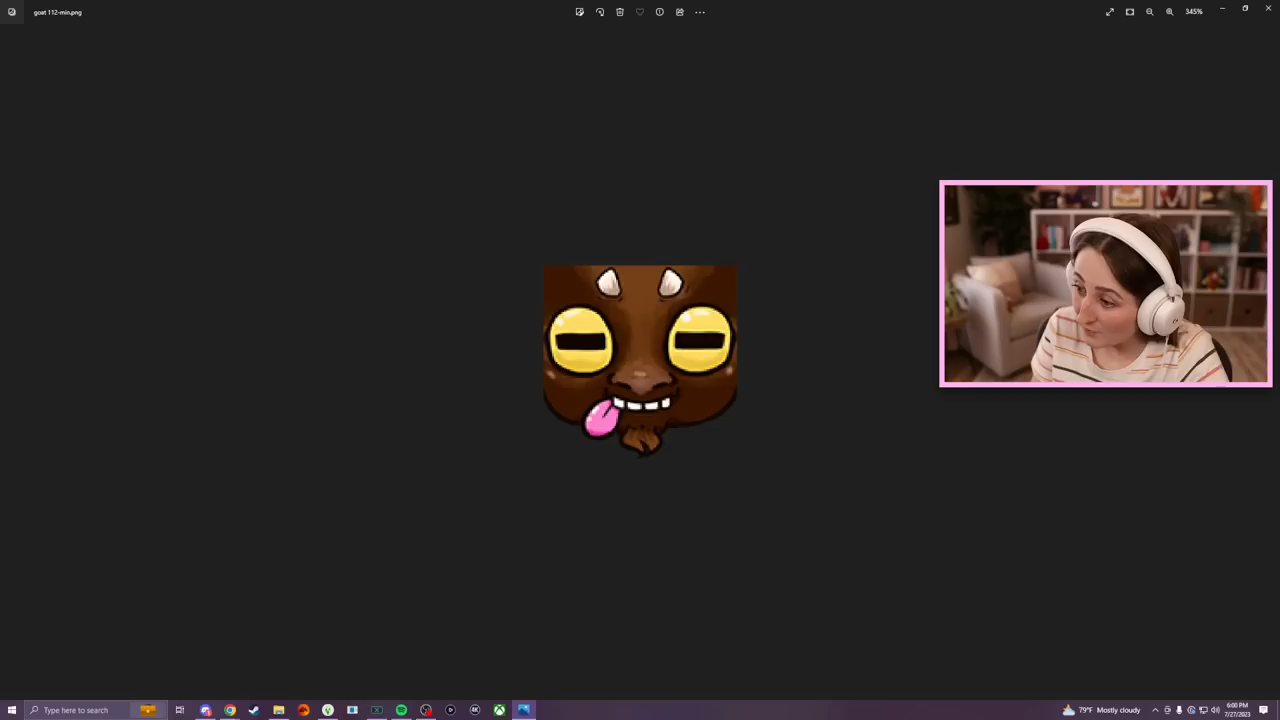 goat 112-min.png
345%
Type here to search
79°F Mostly cloudy
6:00 PM
7/27/2023